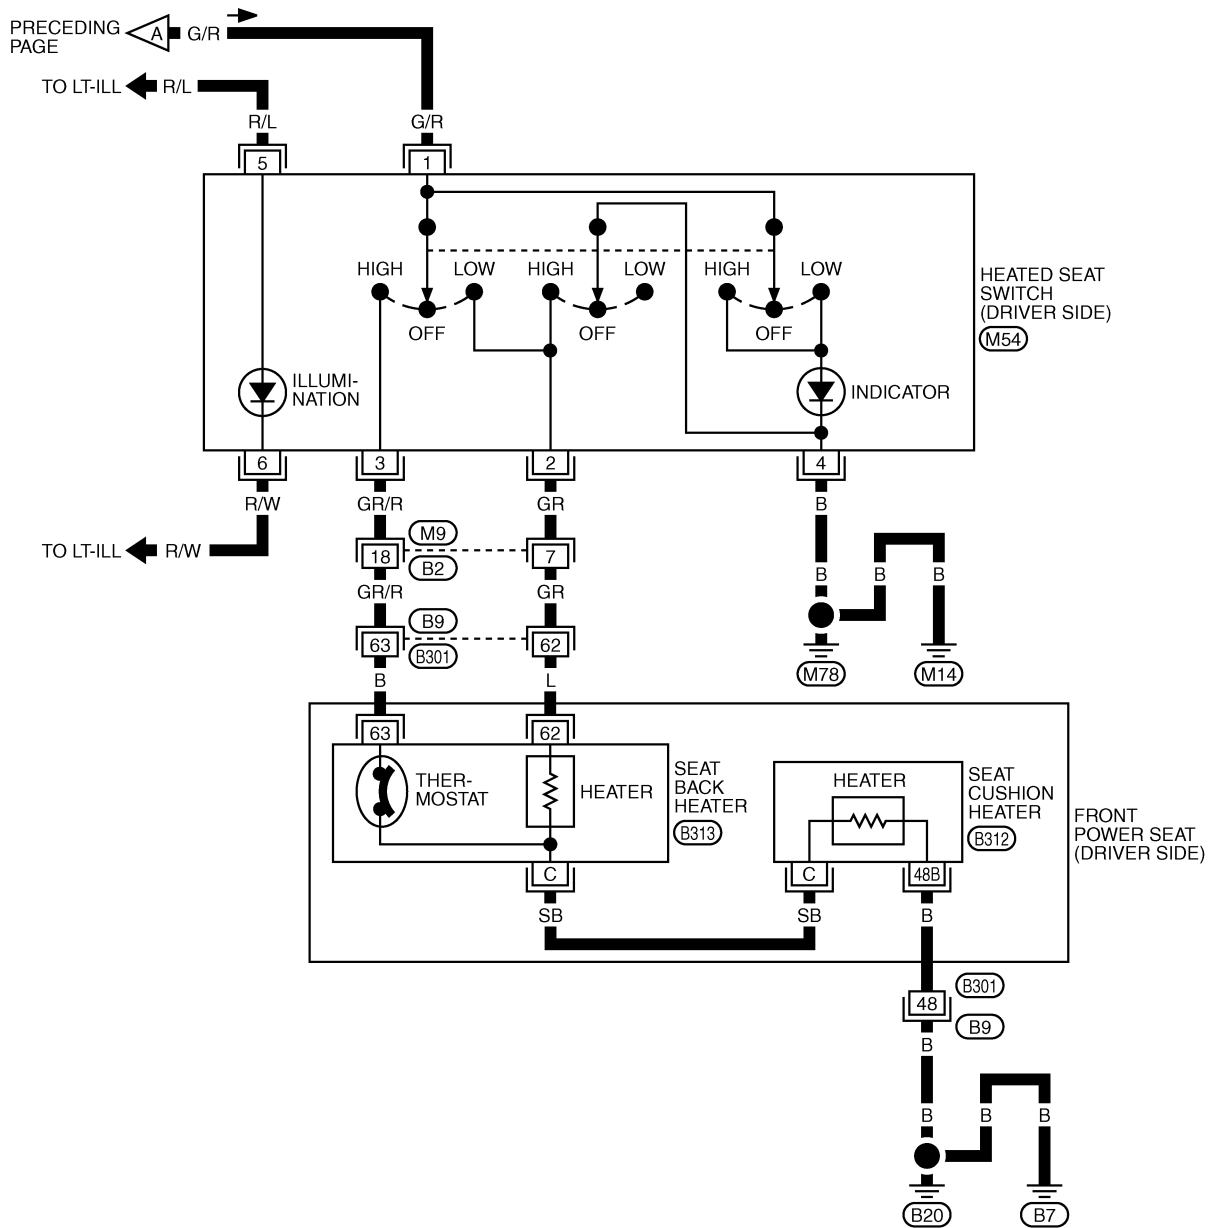 PRECEDING
PAGE
A
G/R
TO LT-ILL
R/L
R/L
G/R
5
1
HIGH
LOW
HIGH
LOW
HIGH
LOW
OFF
OFF
OFF
HEATED SEAT
SWITCH
(DRIVER SIDE)
M54
ILLUMI-
NATION
INDICATOR
6
3
2
4
R/W
GR/R
GR
B
TO LT-ILL
R/W
M9
18
7
B2
B
B
B
GR/R
GR
B9
63
62
B301
M78
M14
B
L
63
62
THER-
MOSTAT
HEATER
SEAT
BACK
HEATER
B313
HEATER
SEAT
CUSHION
HEATER
B312
FRONT
POWER SEAT
(DRIVER SIDE)
C
C
48B
SB
SB
B
B301
48
B9
B
B
B
B
B20
B7